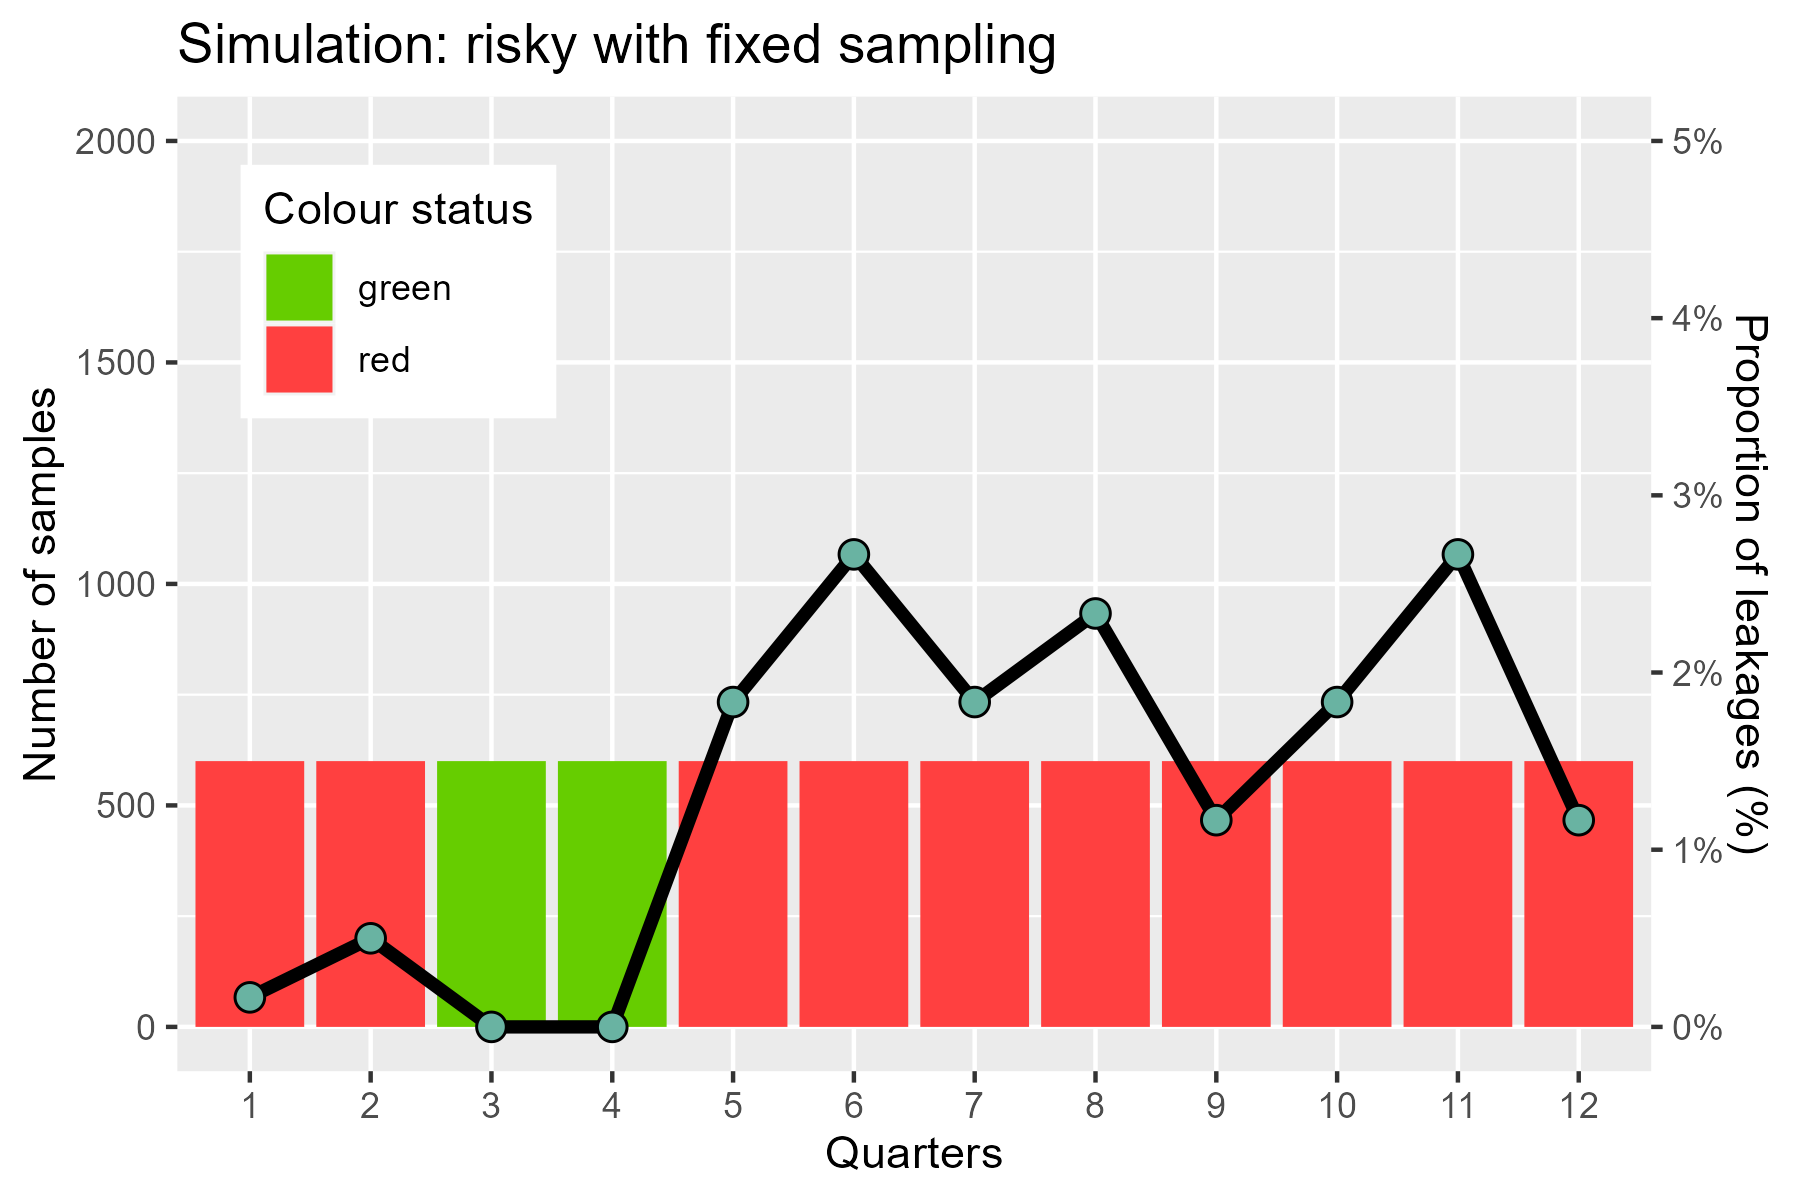 Simulation: risky with fixed sampling
2000
1500
1000
500
0
Number of samples
Colour status
green
red
5%
4%
3%
2%
1%
0%
Proportion of leakages (%)
1 2 3 4 5 6 7 8 9 10 11 12
Quarters